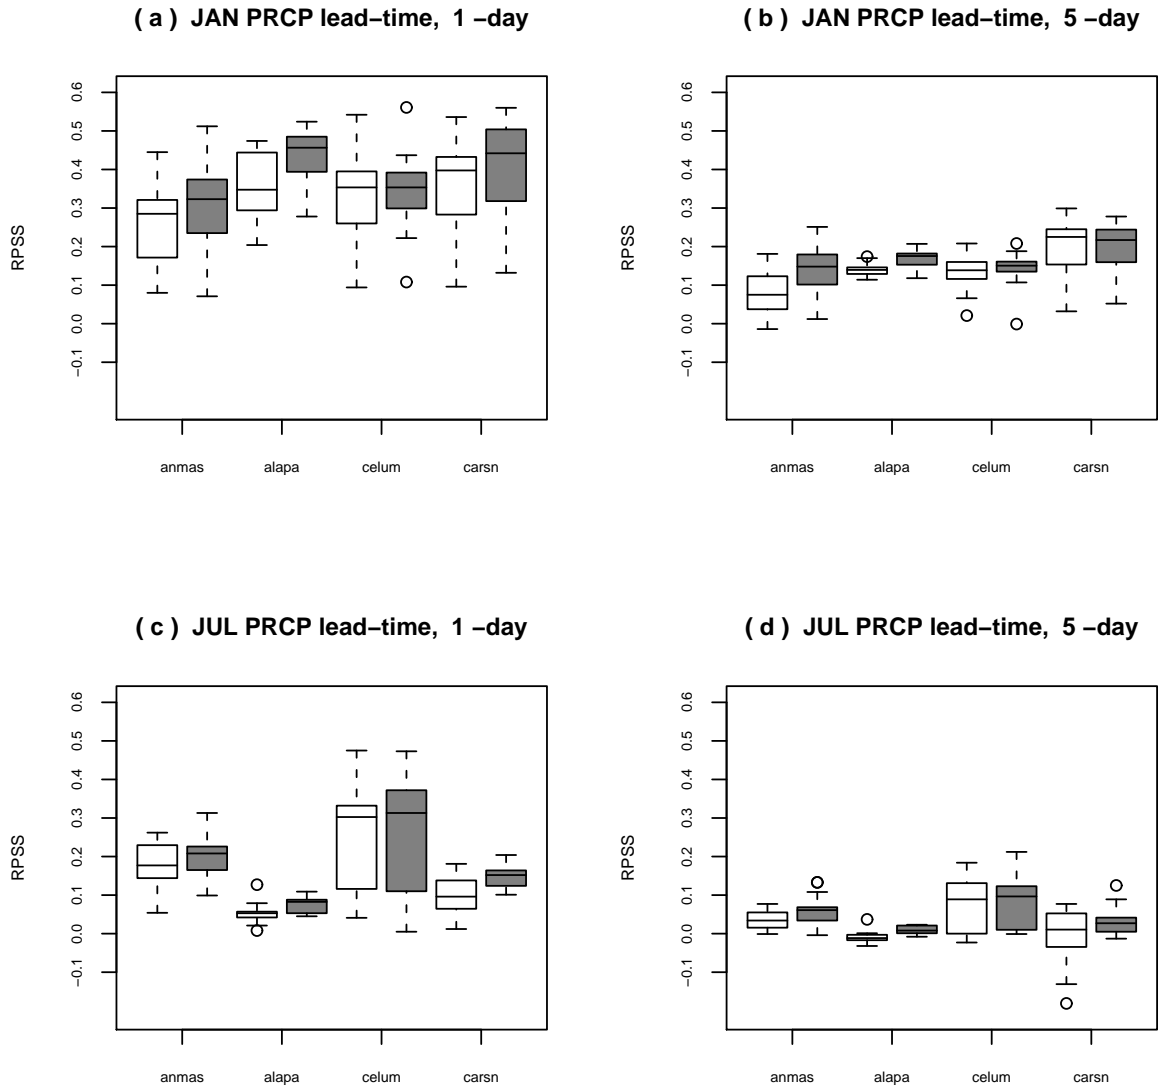 ( a ) JAN PRCP lead−time, 1 −day
( b ) JAN PRCP lead−time, 5 −day
RPSS
0.6
0.5
0.4
0.3
0.2
0.1
0.0
−0.1
anmas alapa celum carsn
RPSS
0.6
0.5
0.4
0.3
0.2
0.1
0.0
−0.1
anmas alapa celum carsn
( c ) JUL PRCP lead−time, 1 −day
( d ) JUL PRCP lead−time, 5 −day
RPSS
0.6
0.5
0.4
0.3
0.2
0.1
0.0
−0.1
anmas alapa celum carsn
RPSS
0.6
0.5
0.4
0.3
0.2
0.1
0.0
−0.1
anmas alapa celum carsn